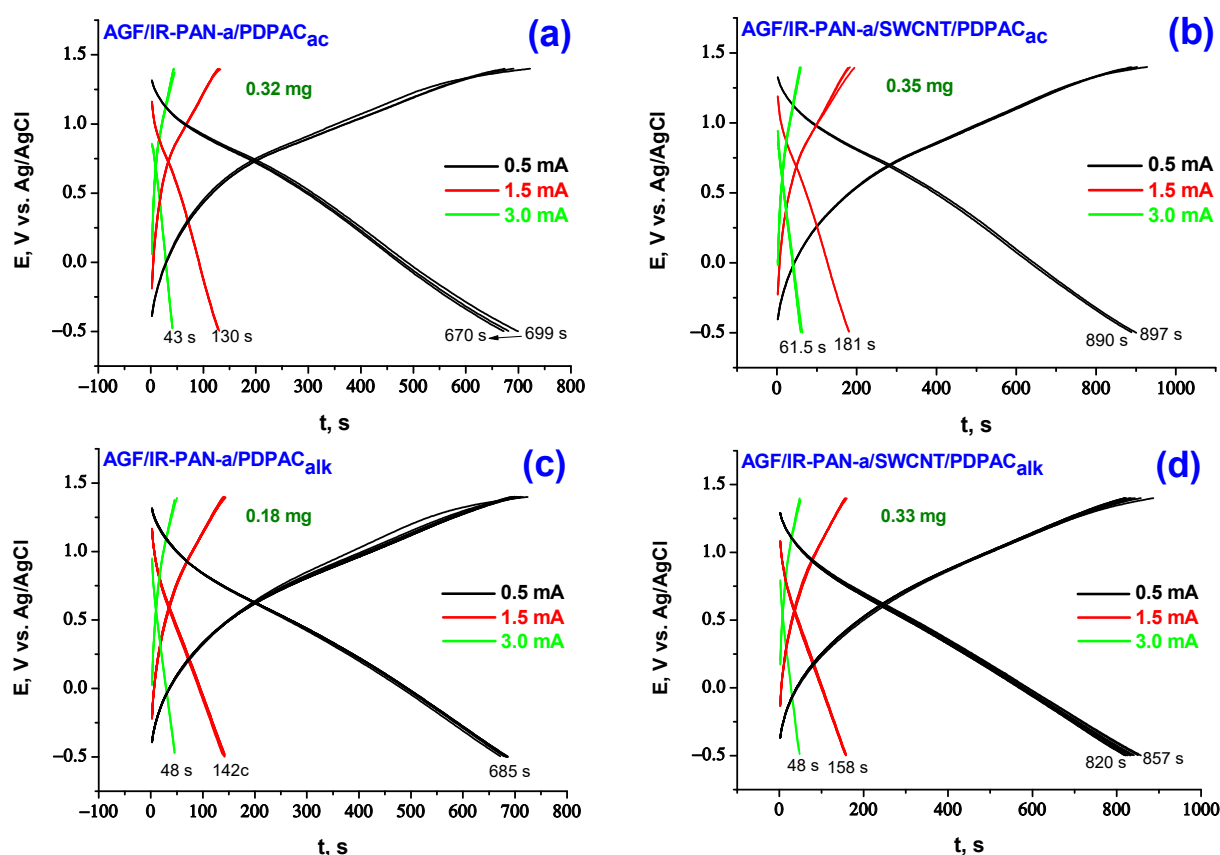 AGF/IR-PAN-a/PDPACac
(a)
0.32 mg
0.5 mA
1.5 mA
3.0 mA
43 s
130 s
670 s
699 s
E, V vs. Ag/AgCl
1.5
1.0
0.5
0.0
−0.5
−100 0 100 200 300 400 500 600 700 800
t, s
AGF/IR-PAN-a/SWCNT/PDPACac
(b)
0.35 mg
0.5 mA
1.5 mA
3.0 mA
61.5 s
181 s
890 s
897 s
E, V vs. Ag/AgCl
1.5
1.0
0.5
0.0
−0.5
0 200 400 600 800 1000
t, s
AGF/IR-PAN-a/PDPACalk
(c)
0.18 mg
0.5 mA
1.5 mA
3.0 mA
48 s
142c
685 s
E, V vs. Ag/AgCl
1.5
1.0
0.5
0.0
−0.5
−100 0 100 200 300 400 500 600 700 800
t, s
AGF/IR-PAN-a/SWCNT/PDPACalk
(d)
0.33 mg
0.5 mA
1.5 mA
3.0 mA
48 s
158 s
820 s
857 s
E, V vs. Ag/AgCl
1.5
1.0
0.5
0.0
−0.5
0 200 400 600 800 1000
t, s